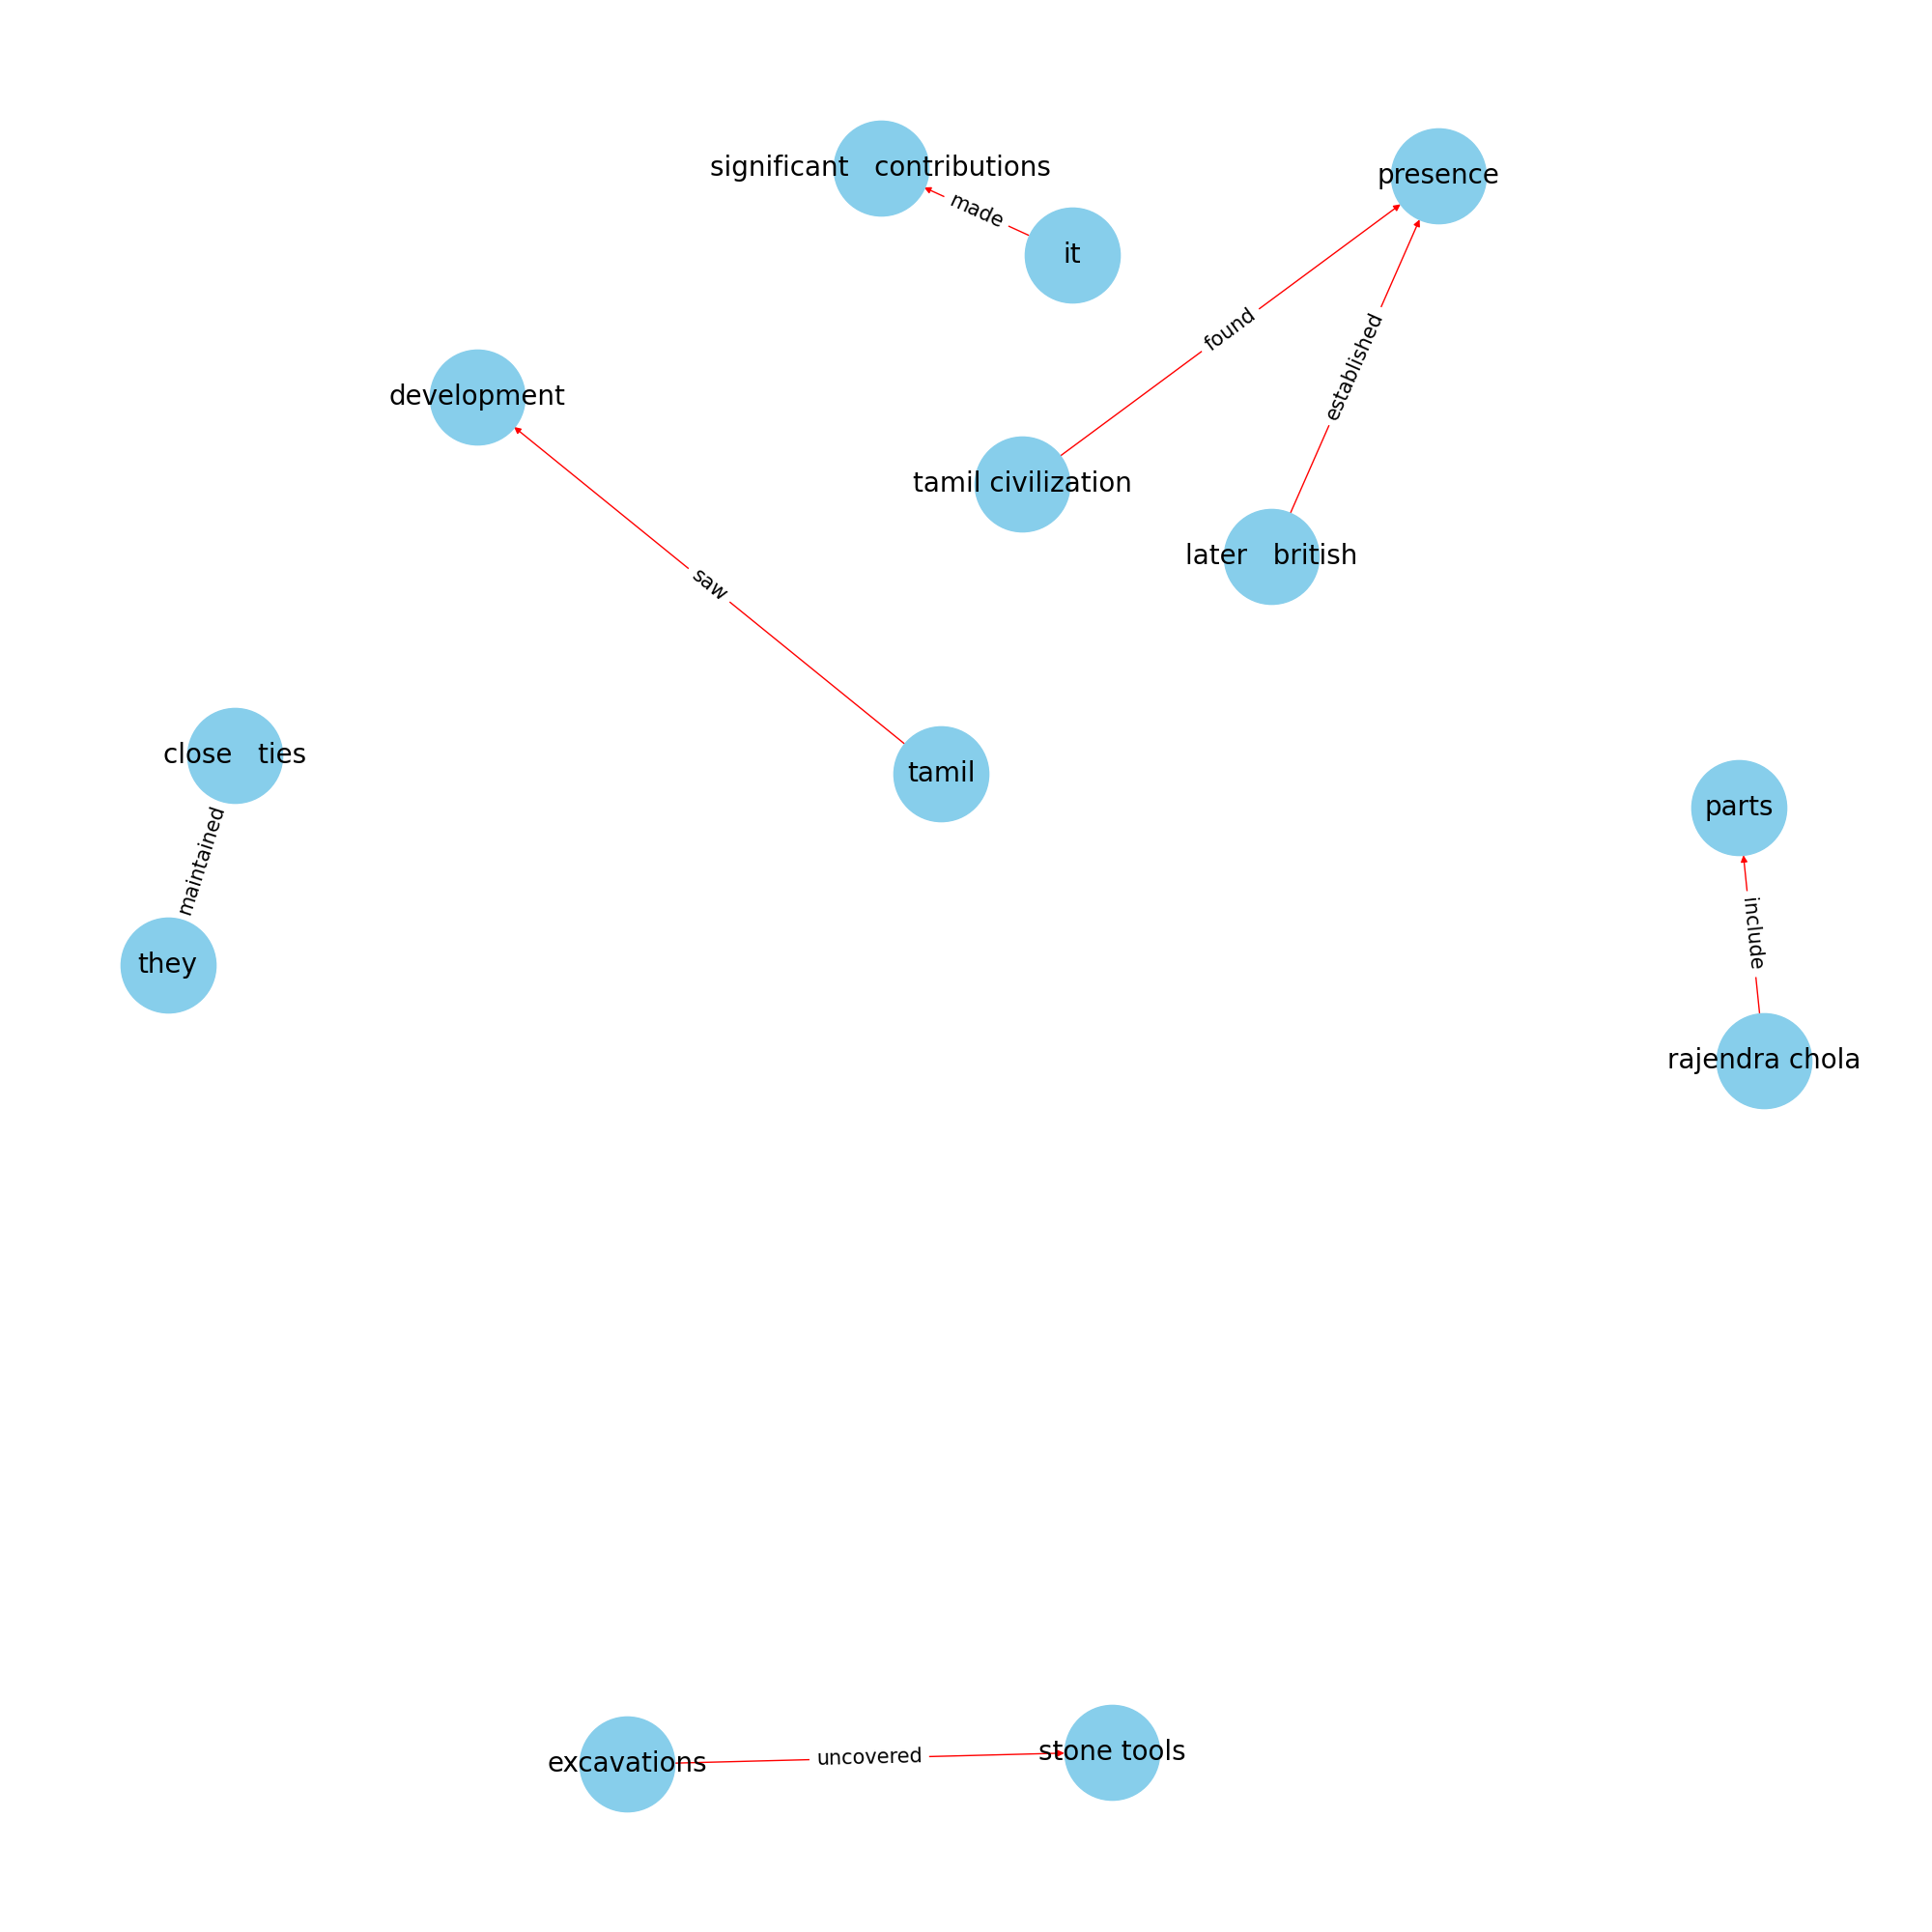 significant   contributions
presence
made
it
found
established
development
tamil civilization
later   british
saw
close   ties
tamil
parts
maintained
include
they
rajendra chola
excavations
uncovered
stone tools